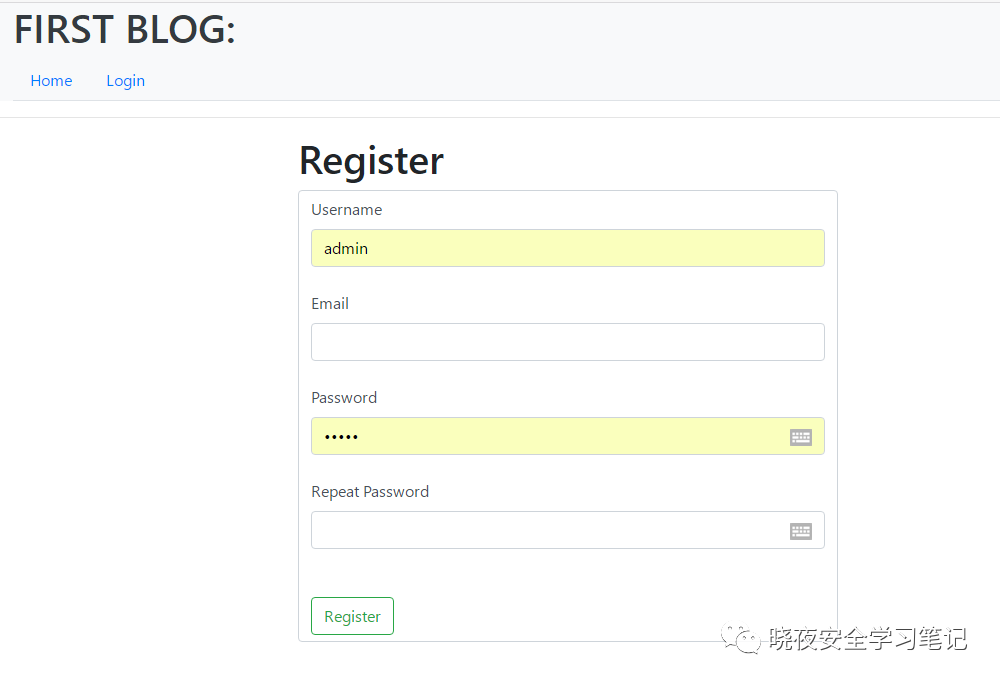 FIRST BLOG:
Home Login
Register
Username
admin
Email
Password
•••••
Repeat Password
Register
晓夜安全学习笔记